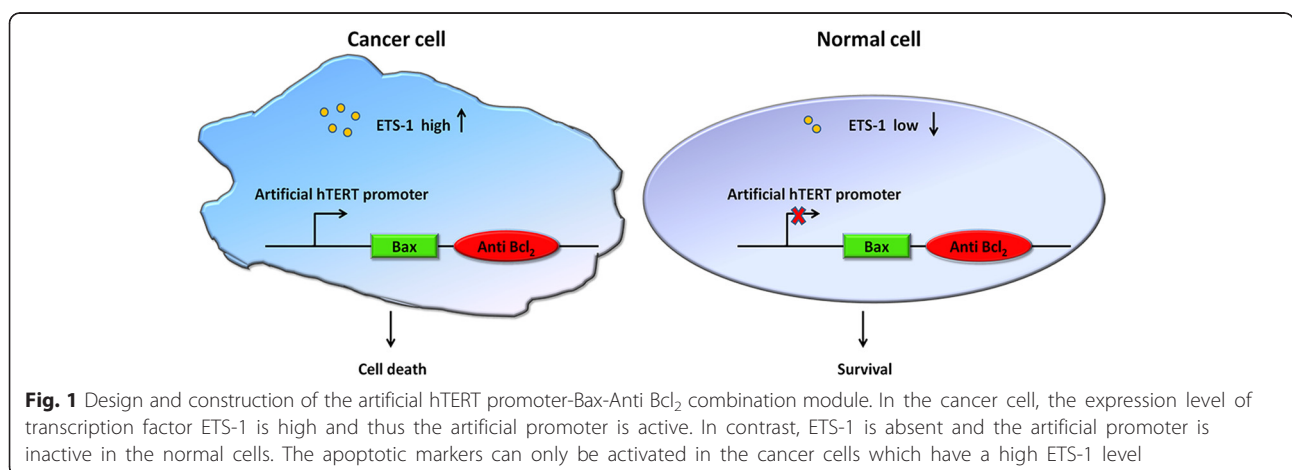 Cancer cell
Normal cell
ETS-1 high ↑
ETS-1 low ↓
Artificial hTERT promoter
Artificial hTERT promoter
Bax
Anti Bcl₂
Bax
Anti Bcl₂
Cell death
Survival
Fig. 1 Design and construction of the artificial hTERT promoter-Bax-Anti Bcl₂ combination module. In the cancer cell, the expression level of
transcription factor ETS-1 is high and thus the artificial promoter is active. In contrast, ETS-1 is absent and the artificial promoter is
inactive in the normal cells. The apoptotic markers can only be activated in the cancer cells which have a high ETS-1 level